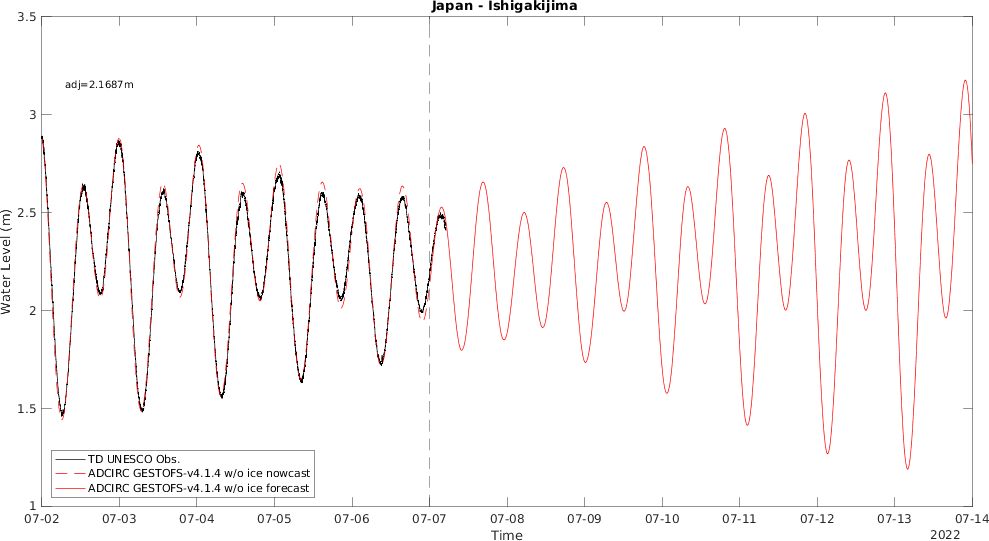 Japan - Ishigakijima
3.5
3
2.5
2
1.5
1
Water Level (m)
adj=2.1687m
TD UNESCO Obs.
ADCIRC GESTOFS-v4.1.4 w/o ice nowcast
ADCIRC GESTOFS-v4.1.4 w/o ice forecast
07-02 07-03 07-04 07-05 07-06 07-07 07-08 07-09 07-10 07-11 07-12 07-13 07-14
Time
2022